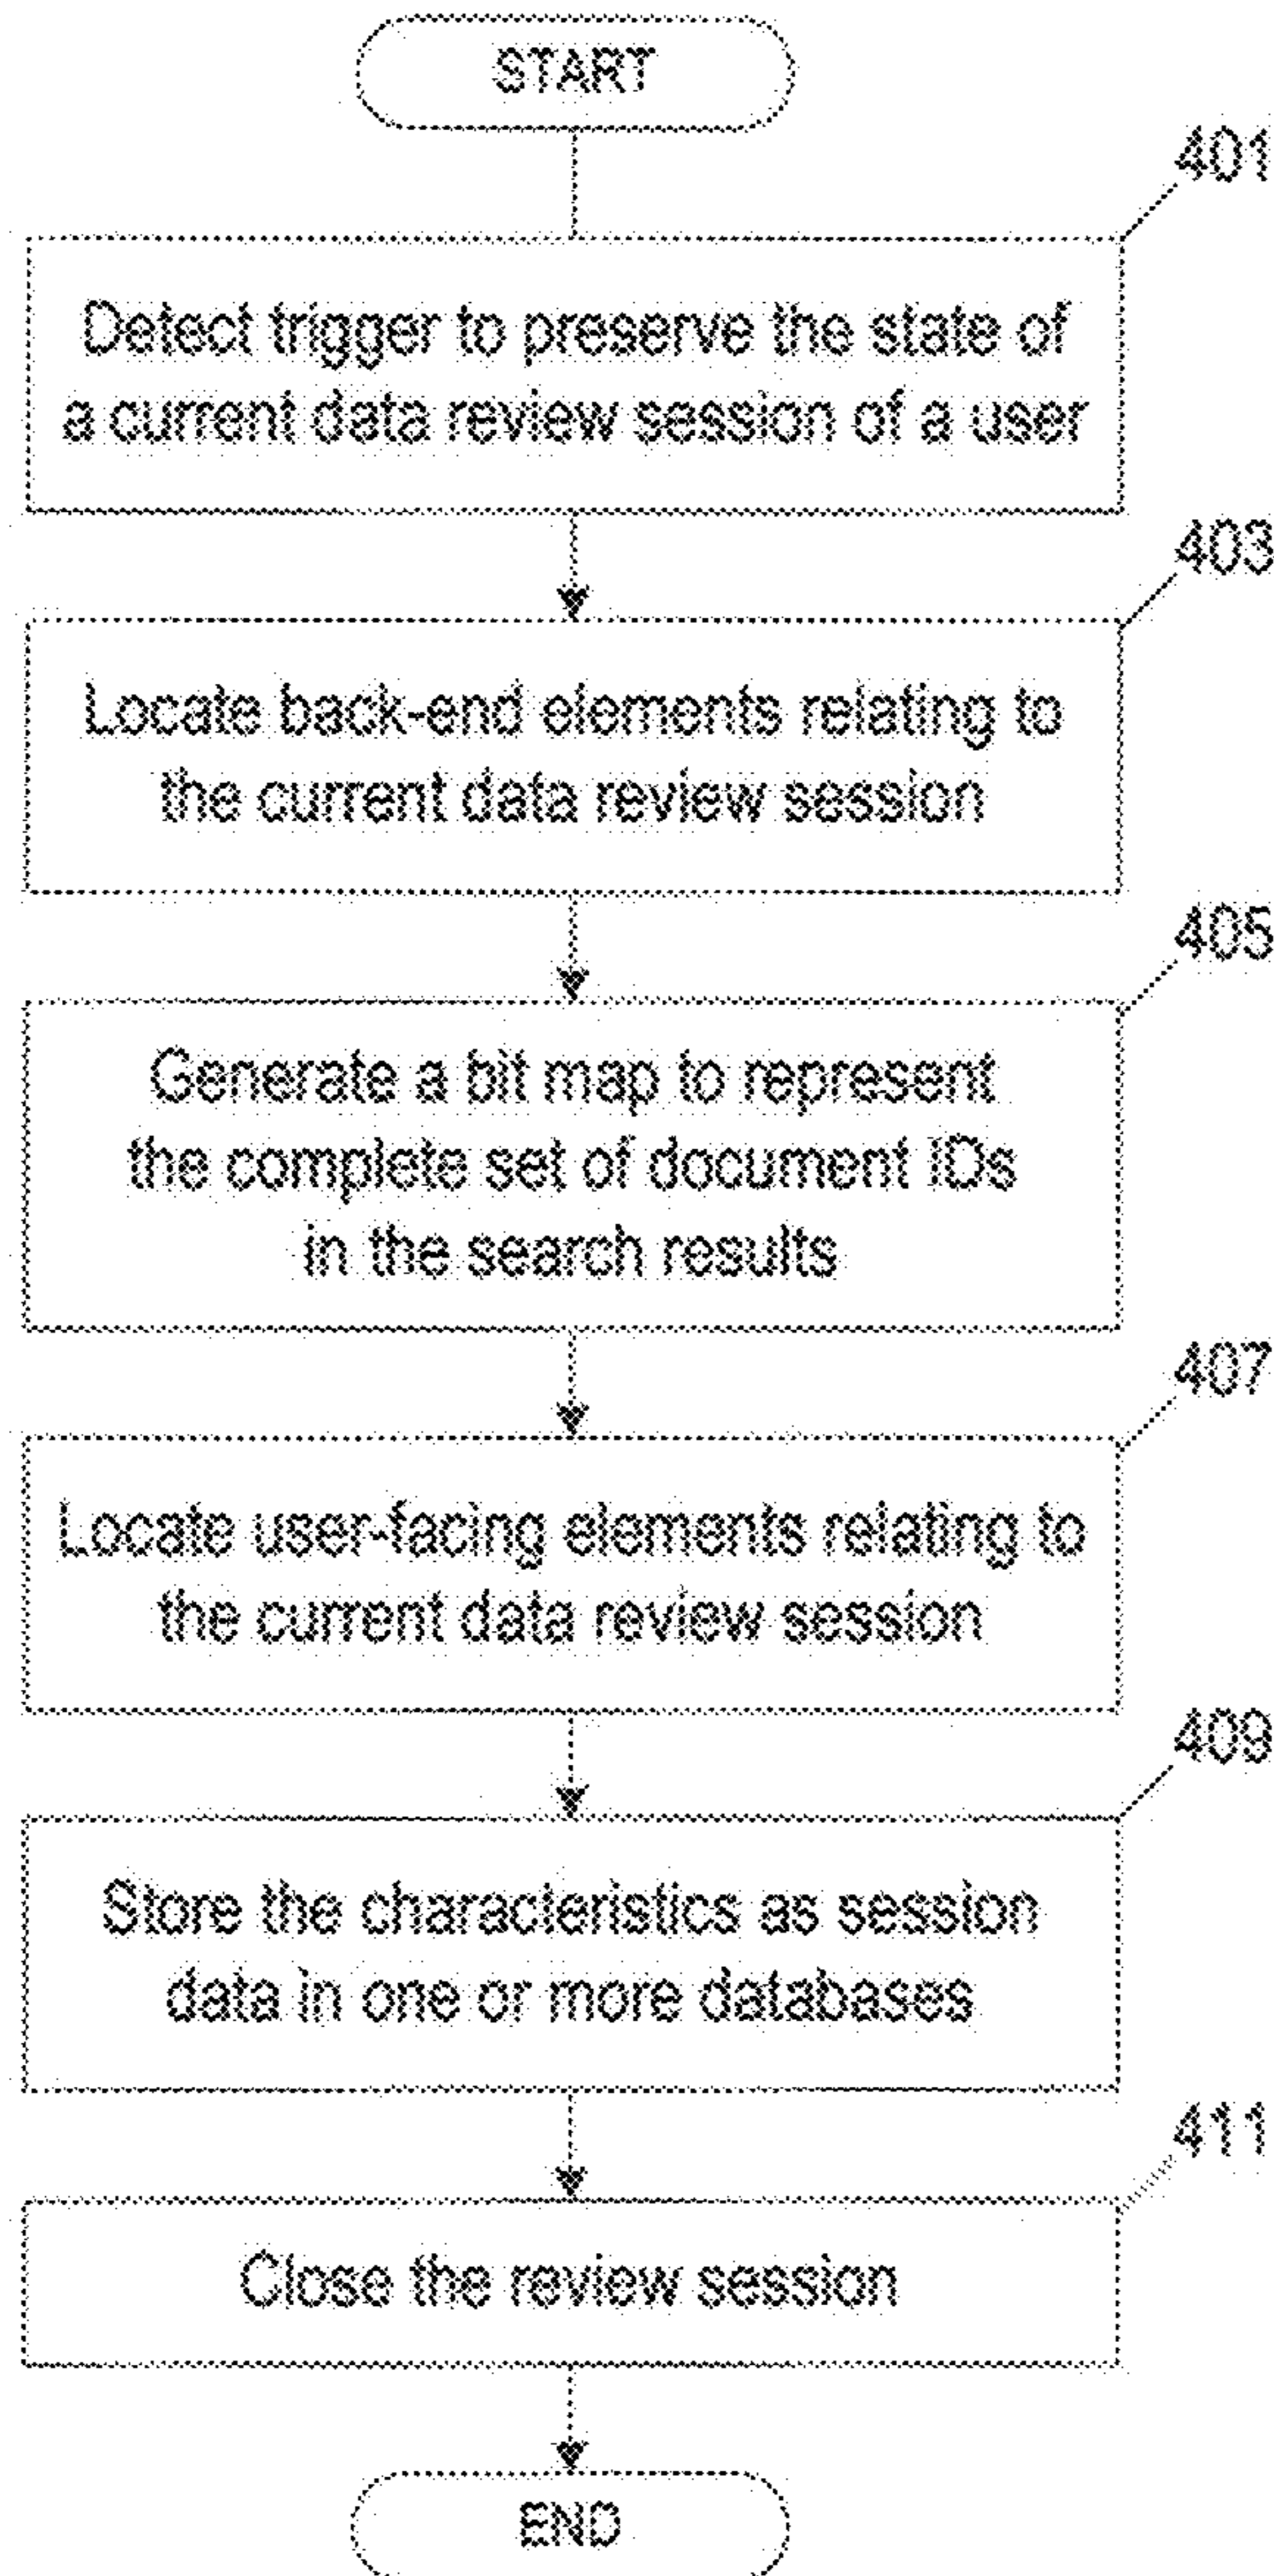 START
401
Detect trigger to preserve the state of
a current data review session of a user
403
Locate back-end elements relating to
the current data review session
405
Generate a bit map to represent
the complete set of document IDs
in the search results
407
Locate user-facing elements relating to
the current data review session
409
Store the characteristics as session
data in one or more databases
411
Close the review session
END